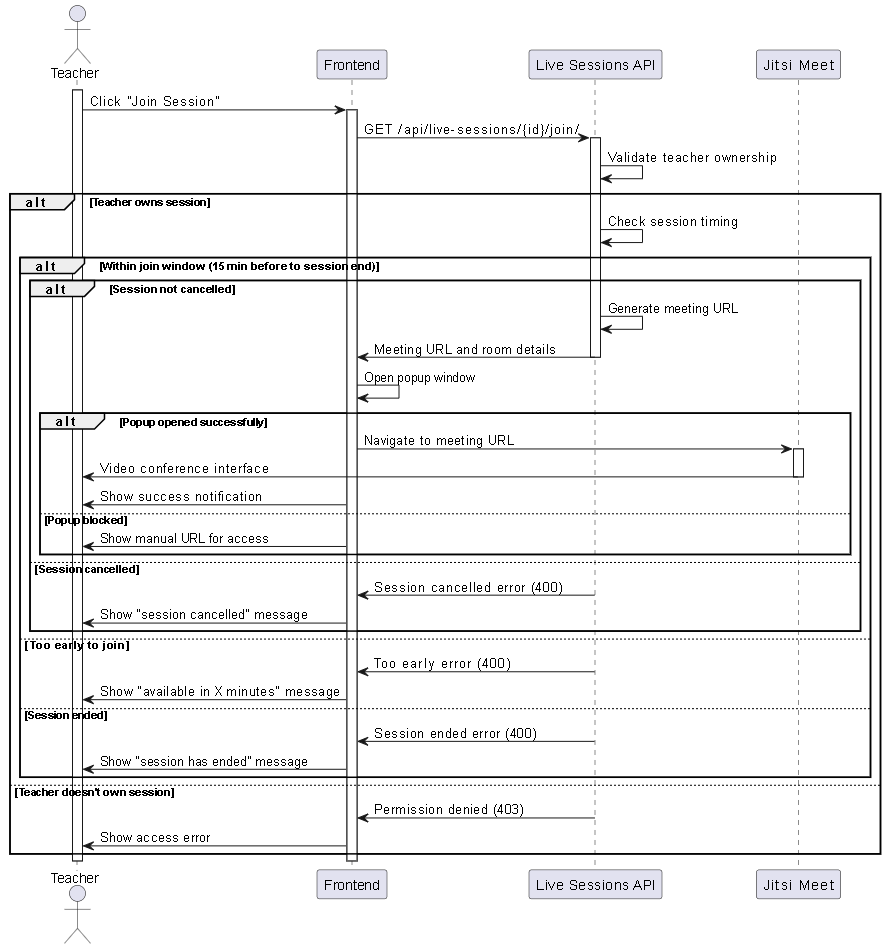 Teacher
Frontend
Live Sessions API
Jitsi Meet
Click "Join Session"
GET /api/live-sessions/{id}/join/
Validate teacher ownership
alt
[Teacher owns session]
Check session timing
alt
[Within join window (15 min before to session end)]
alt
[Session not cancelled]
Generate meeting URL
Meeting URL and room details
Open popup window
alt
[Popup opened successfully]
Navigate to meeting URL
Video conference interface
Show success notification
[Popup blocked]
Show manual URL for access
[Session cancelled]
Session cancelled error (400)
Show "session cancelled" message
[Too early to join]
Too early error (400)
Show "available in X minutes" message
[Session ended]
Session ended error (400)
Show "session has ended" message
[Teacher doesn't own session]
Permission denied (403)
Show access error
Teacher
Frontend
Live Sessions API
Jitsi Meet